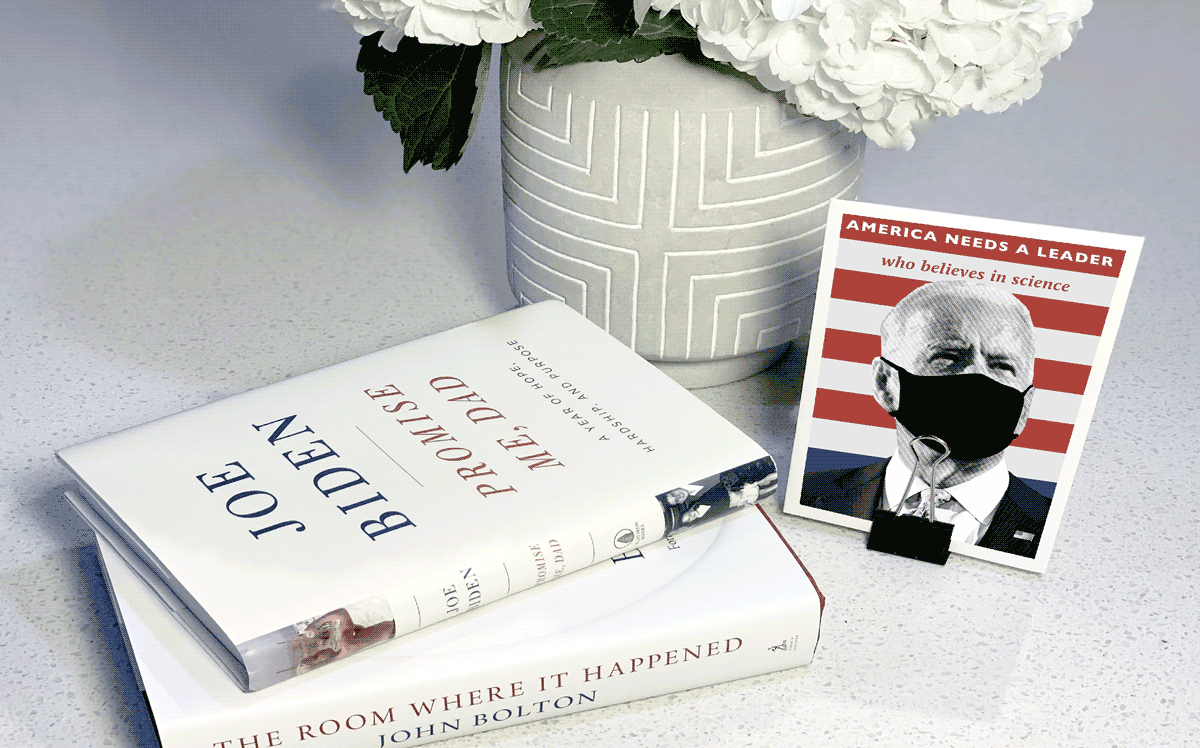 AMERICA NEEDS A LEADER
who believes in science
JOE
BIDEN
PROMISE
ME, DAD
A YEAR OF HOPE,
HARDSHIP, AND PURPOSE
JOE
BIDEN
PROMISE
ME, DAD
THE ROOM WHERE IT HAPPENED
JOHN BOLTON